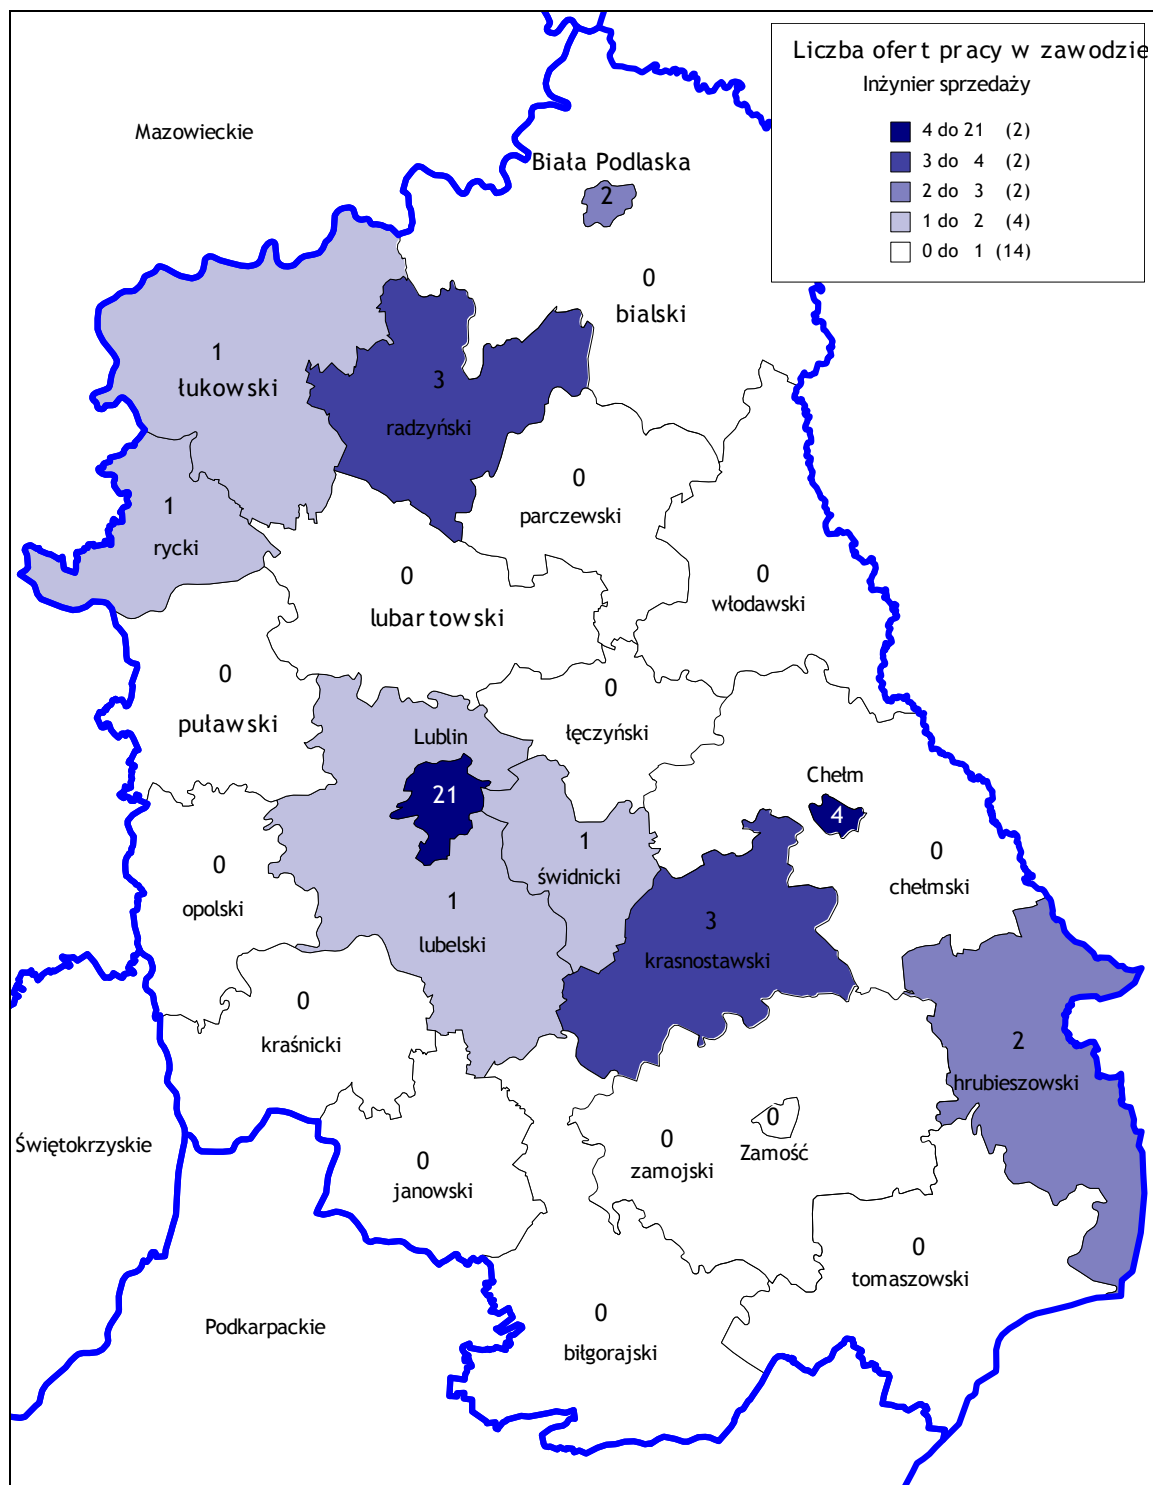 Liczba ofert pracy w zawodzie
Inżynier sprzedaży
4 do 21 (2)
3 do 4 (2)
2 do 3 (2)
1 do 2 (4)
0 do 1 (14)
Mazowieckie
Biała Podlaska
2
0
bialski
1
łukowski
3
radzyński
0
parczewski
1
rycki
0
lubartowski
0
włodawski
0
puławski
0
łęczyński
Lublin
21
Chełm
4
1
świdnicki
0
opolski
0
chełmski
1
lubelski
3
krasnostawski
0
kraśnicki
2
hrubieszowski
Świętokrzyskie
0
janowski
0
zamojski
0
Zamość
0
tomaszowski
Podkarpackie
0
biłgorajski